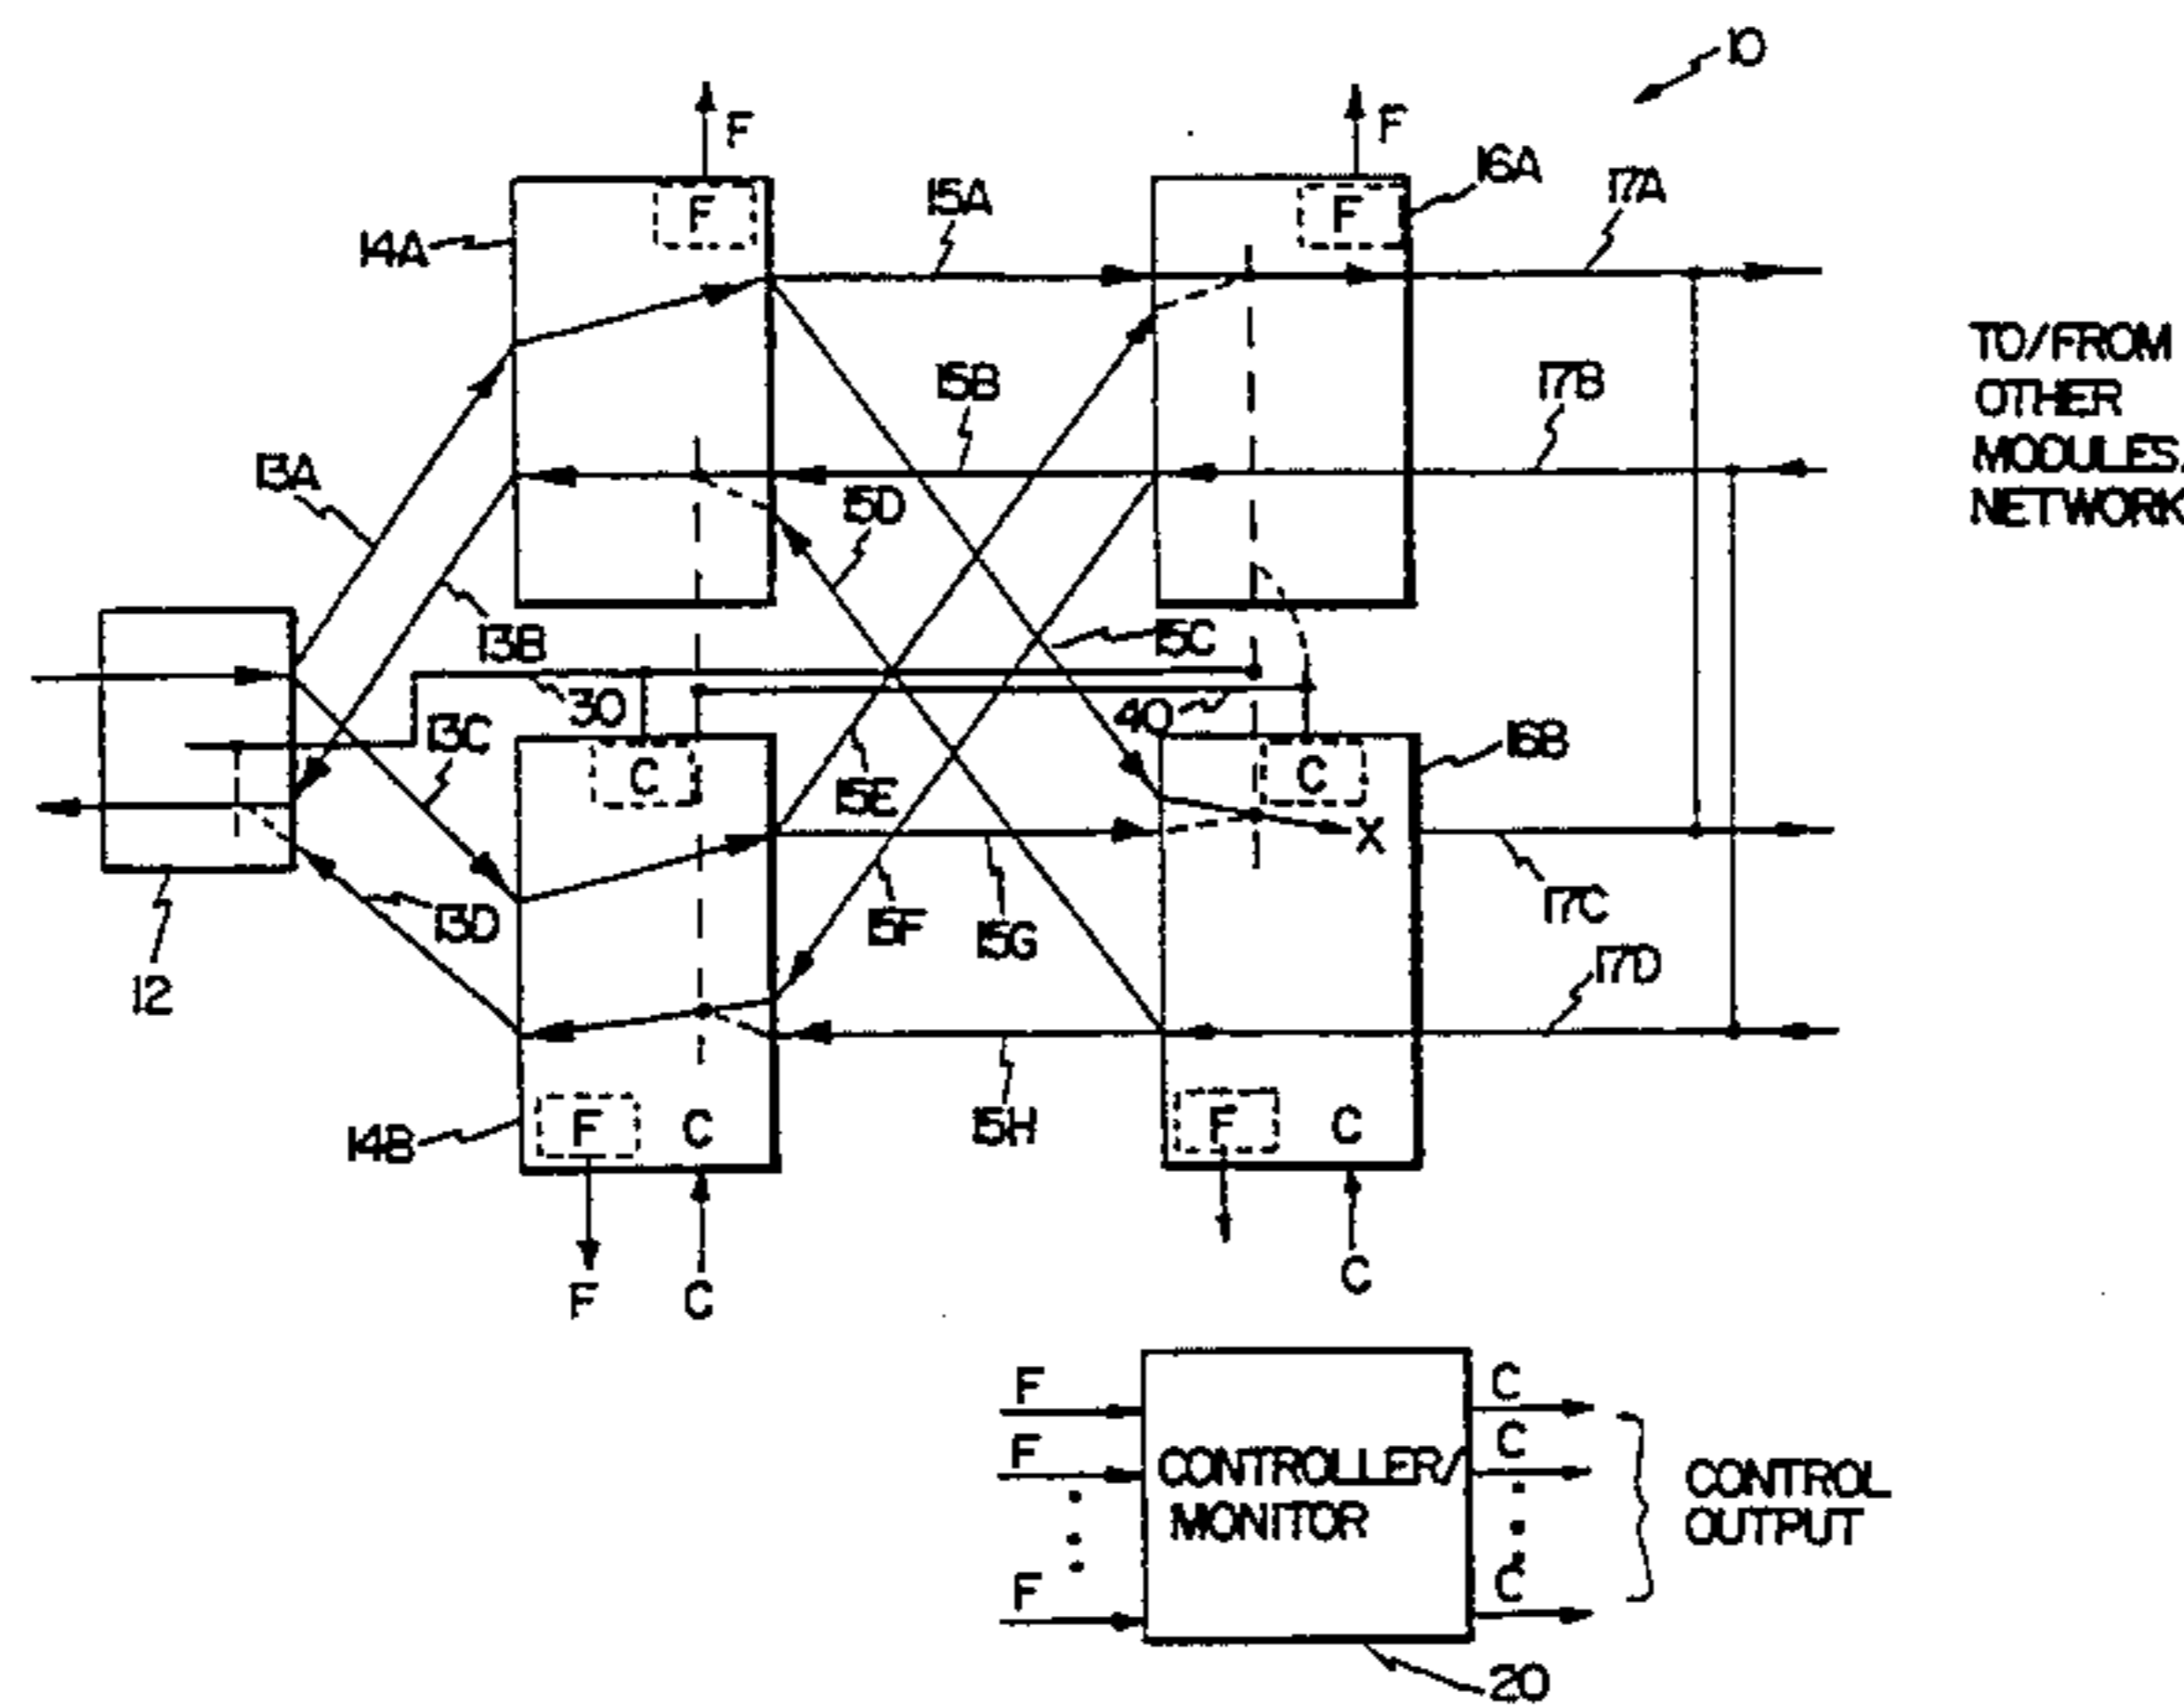 10
F
F
16A
17A
15A
F
F
14A
TO/FROM
OTHER
MODULES,
NETWORK
15B
17B
13A
15D
13B
15C
30
40
13C
16B
C
C
15E
X
13D
15F
15G
17C
17D
12
14B
F
C
15H
F
C
F
C
C
F
C
F
C
CONTROLLER/
MONITOR
CONTROL
OUTPUT
F
C
20